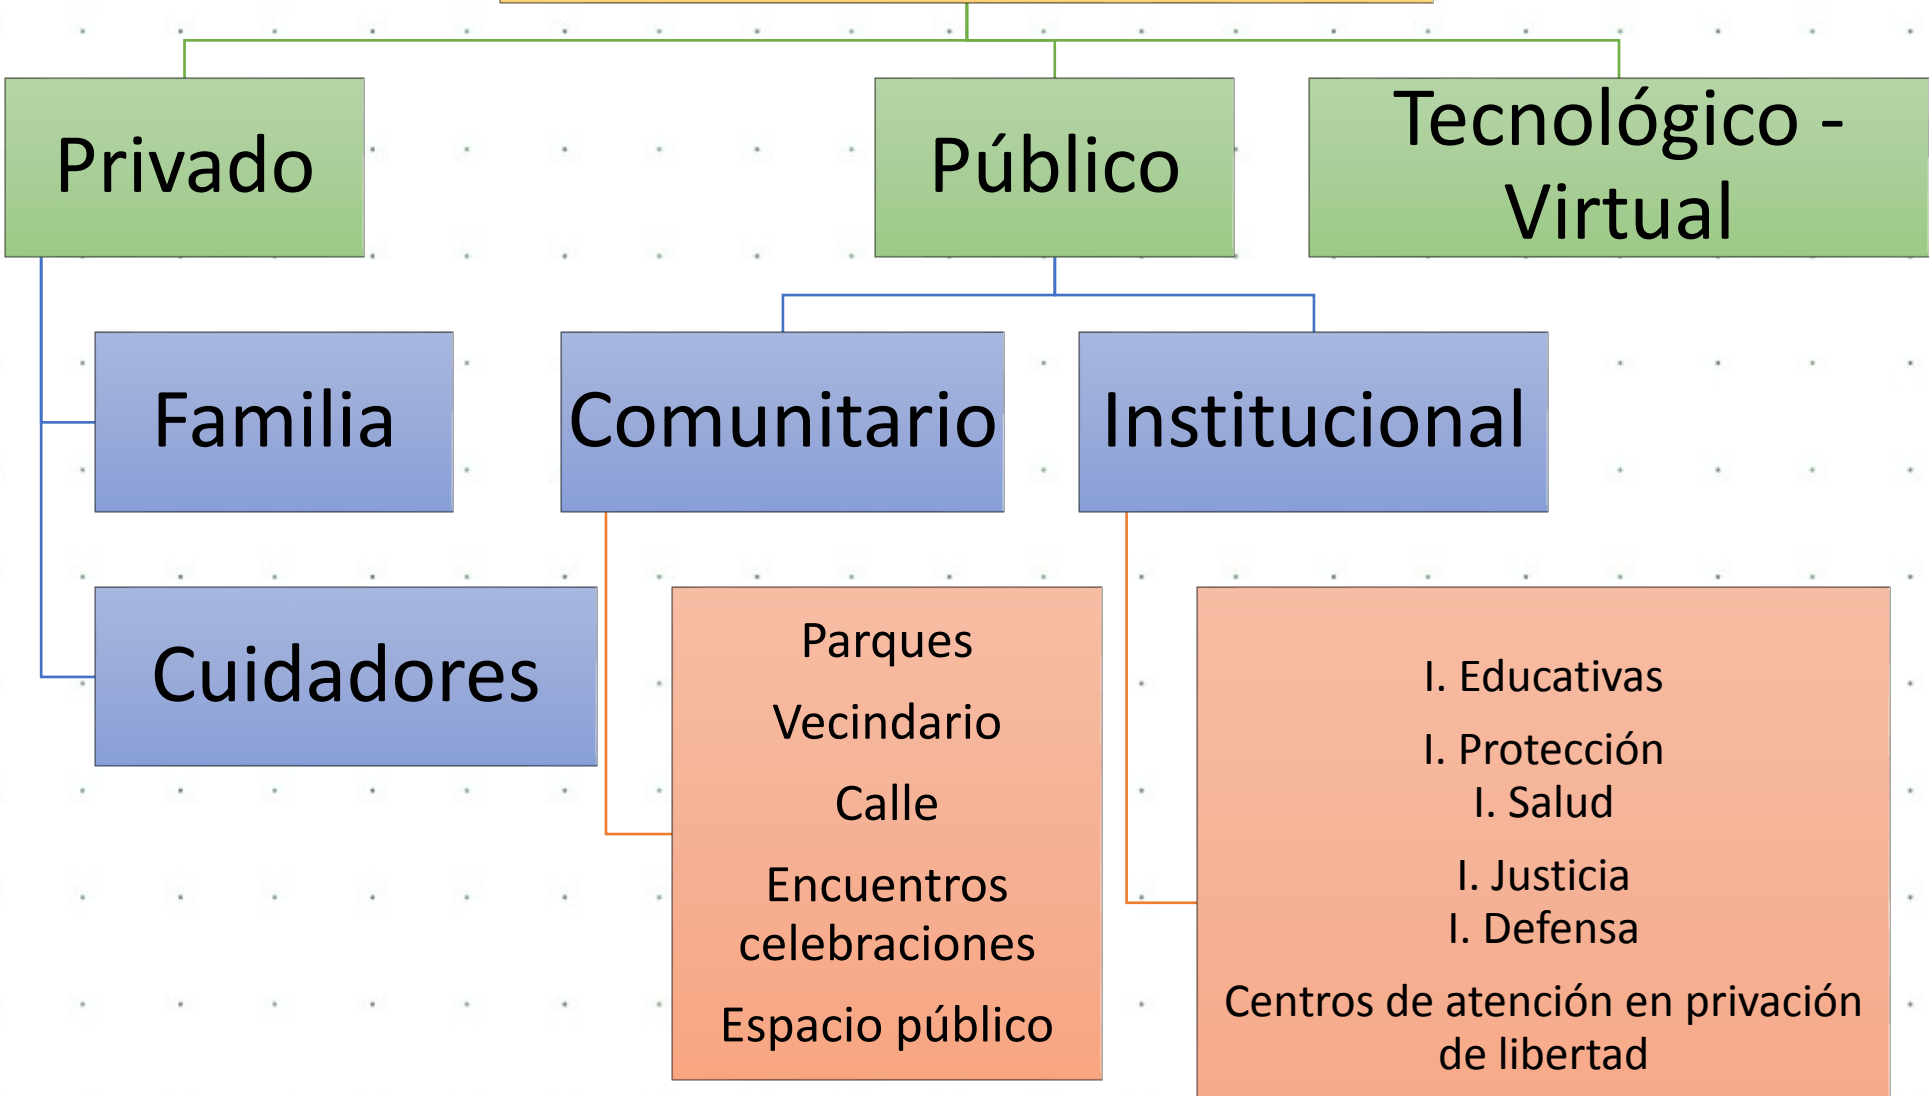 Privado
Público
Tecnológico -
Virtual
Familia
Comunitario
Institucional
Cuidadores
Parques
Vecindario
Calle
Encuentros
celebraciones
Espacio público
I. Educativas
I. Protección
I. Salud
I. Justicia
I. Defensa
Centros de atención en privación
de libertad